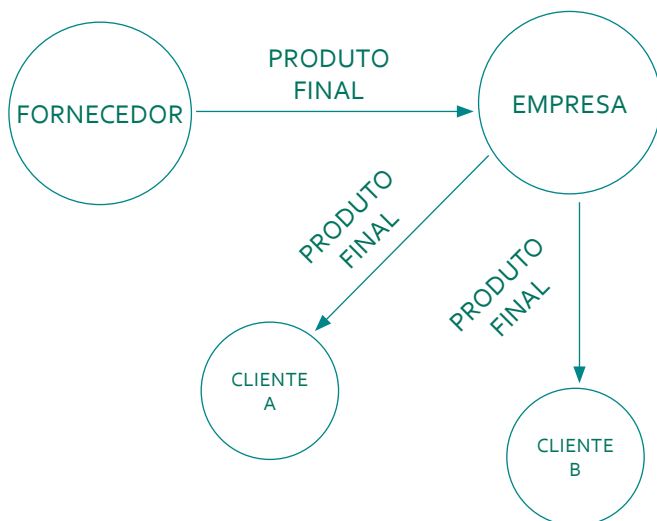 PRODUTO
FINAL
FORNECEDOR
EMPRESA
PRODUTO
FINAL
PRODUTO
FINAL
CLIENTE
A
CLIENTE
B